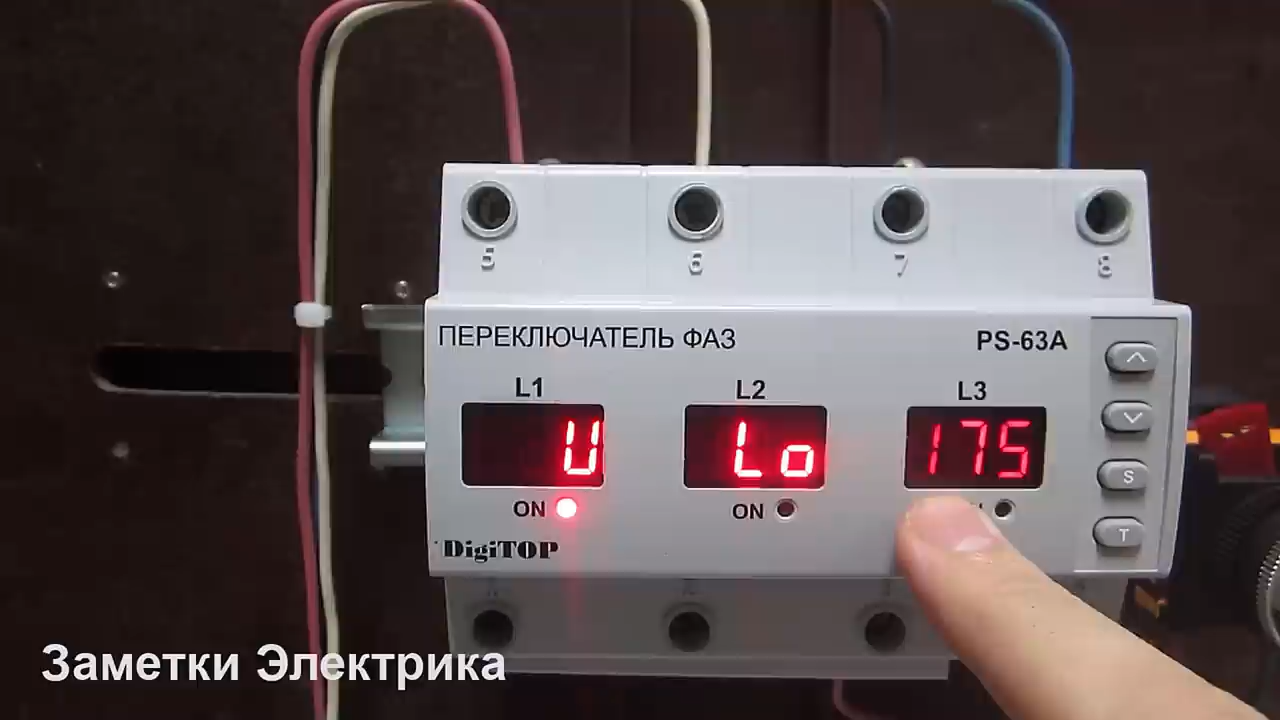 5 6 7 8
ПЕРЕКЛЮЧАТЕЛЬ ФАЗ PS-63A
L1 L2 L3
U Lo 175
ON ON
S
T
DigiTOP
Заметки Электрика